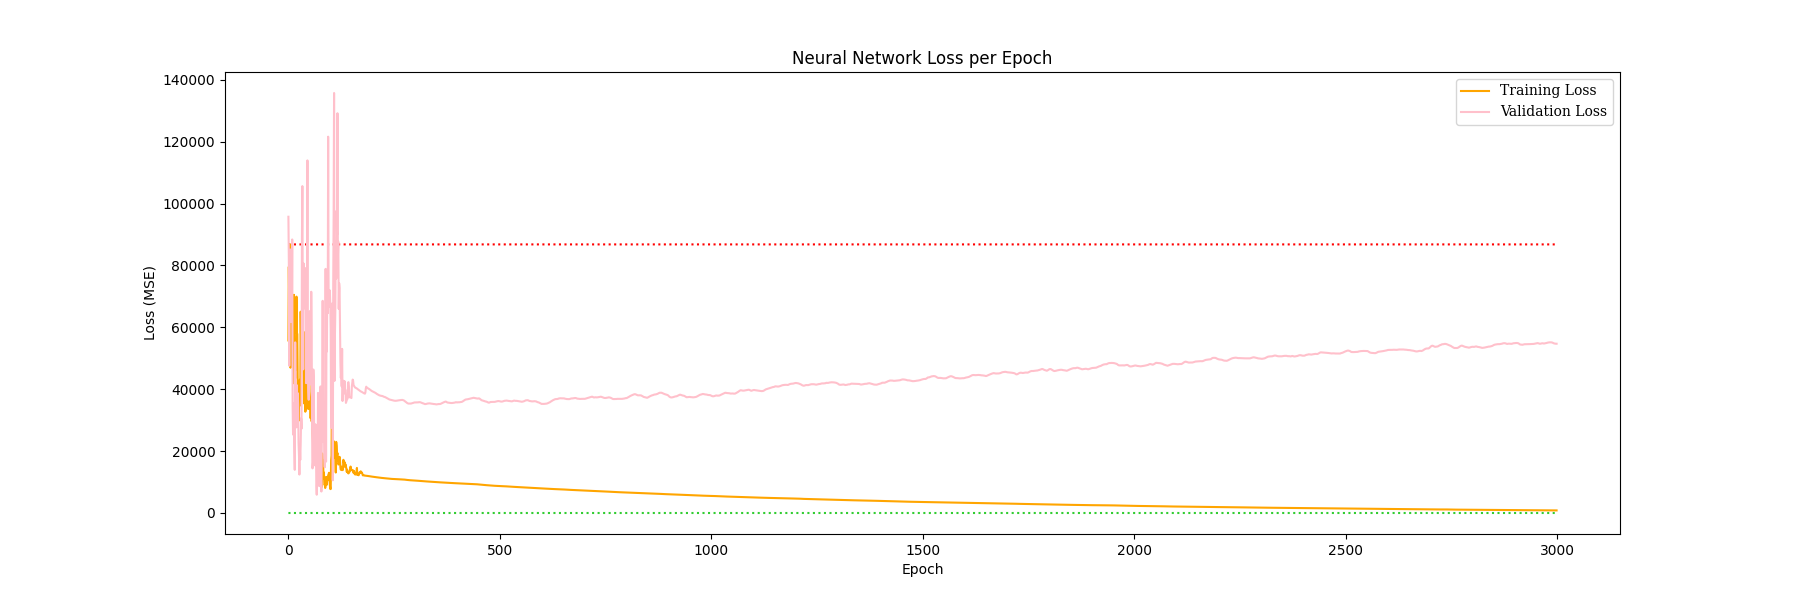 Neural Network Loss per Epoch
140000
120000
100000
80000
60000
40000
20000
0
Loss (MSE)
Training Loss
Validation Loss
0 500 1000 1500 2000 2500 3000
Epoch